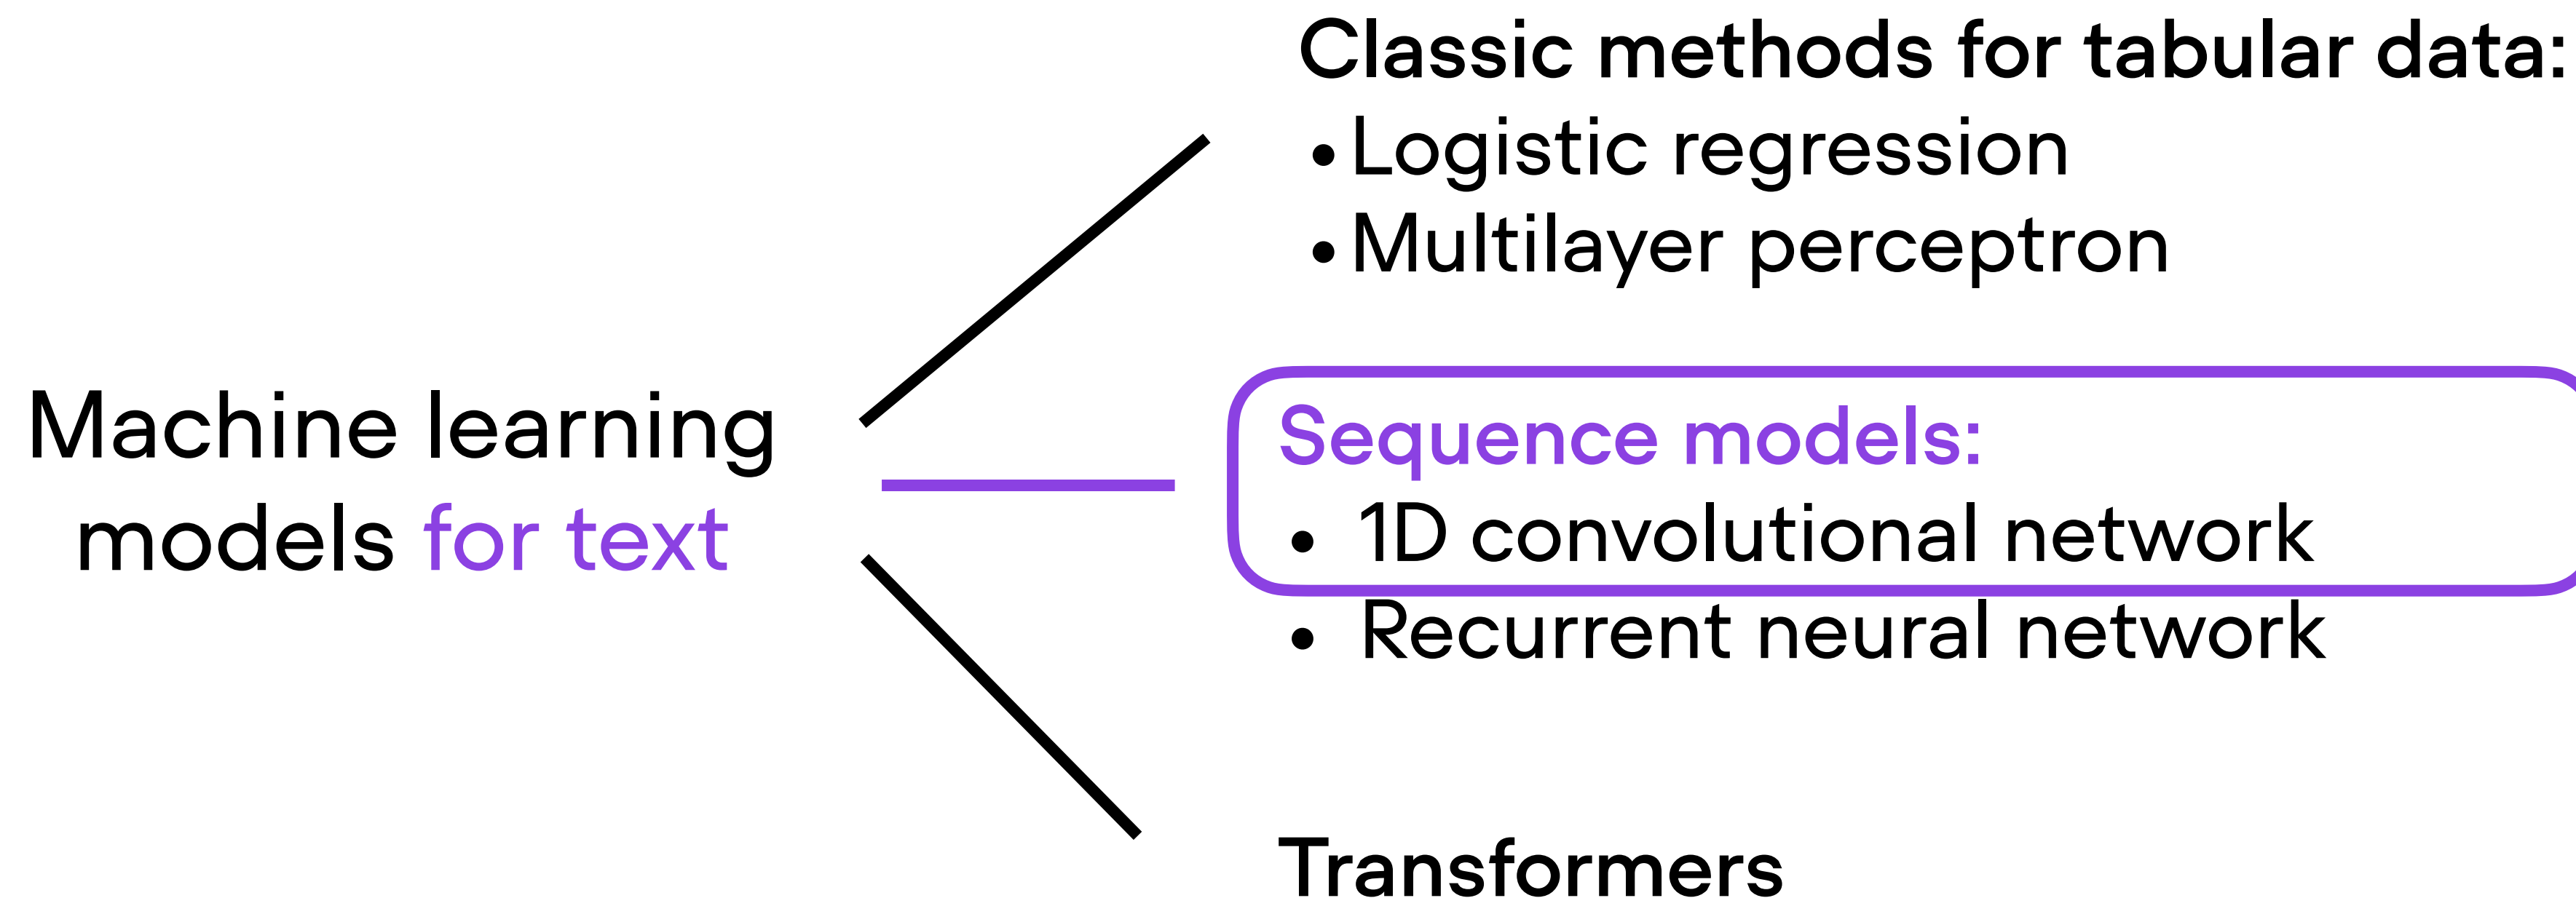 Machine learning
models for text
Classic methods for tabular data:
•Logistic regression
•Multilayer perceptron
Sequence models:
• 1D convolutional network
• Recurrent neural network
Transformers